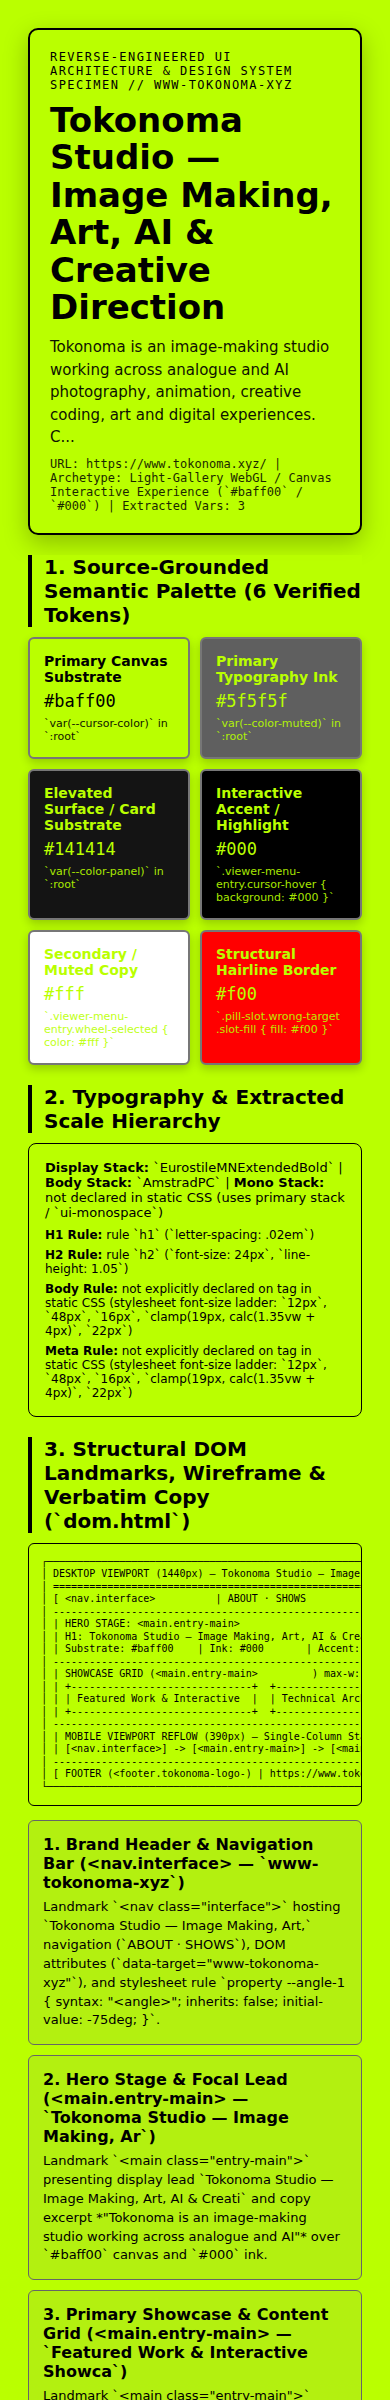 REVERSE-ENGINEERED UI
ARCHITECTURE & DESIGN SYSTEM
SPECIMEN // WWW-TOKONOMA-XYZ
Tokonoma
Studio —
Image Making,
Art, AI &
Creative
Direction
Tokonoma is an image-making studio
working across analogue and AI
photography, animation, creative
coding, art and digital experiences.
C...
URL: https://www.tokonoma.xyz/ |
Archetype: Light-Gallery WebGL / Canvas
Interactive Experience (`#baff00` /
`#000`) | Extracted Vars: 3
1. Source-Grounded
Semantic Palette (6 Verified
Tokens)
Primary Canvas
Substrate
#baff00
`var(--cursor-color)` in
`:root`
Primary
Typography Ink
#5f5f5f
`var(--color-muted)` in
`:root`
Elevated
Surface / Card
Substrate
#141414
`var(--color-panel)` in
`:root`
Interactive
Accent /
Highlight
#000
`.viewer-menu-
entry.cursor-hover {
background: #000 }`
Secondary /
Muted Copy
#fff
`.viewer-menu-
entry.wheel-selected {
color: #fff }`
Structural
Hairline Border
#f00
`.pill-slot.wrong-target
.slot-fill { fill: #f00 }`
2. Typography & Extracted
Scale Hierarchy
Display Stack: `EurostileMNExtendedBold` |
Body Stack: `AmstradPC` | Mono Stack:
not declared in static CSS (uses primary stack
/ `ui-monospace`)
H1 Rule: rule `h1` (`letter-spacing: .02em`)
H2 Rule: rule `h2` (`font-size: 24px`, `line-
height: 1.05`)
Body Rule: not explicitly declared on tag in
static CSS (stylesheet font-size ladder: `12px`,
`48px`, `16px`, `clamp(19px, calc(1.35vw +
4px)`, `22px`)
Meta Rule: not explicitly declared on tag in
static CSS (stylesheet font-size ladder: `12px`,
`48px`, `16px`, `clamp(19px, calc(1.35vw +
4px)`, `22px`)
3. Structural DOM
Landmarks, Wireframe &
Verbatim Copy
(`dom.html`)
DESKTOP VIEWPORT (1440px) — Tokonoma Studio — Image
[ <nav.interface> | ABOUT · SHOWS
| HERO STAGE: <main.entry-main>
| H1: Tokonoma Studio — Image Making, Art, AI & Cre
| Substrate: #baff00 | Ink: #000 | Accent:
| SHOWCASE GRID (<main.entry-main> ) max-w:
| | Featured Work & Interactive | | Technical Arc
| MOBILE VIEWPORT REFLOW (390px) — Single-Column St
| [<nav.interface>] -> [<main.entry-main>] -> [<mai
[ FOOTER (<footer.tokonoma-logo-) | https://www.tok
1. Brand Header & Navigation
Bar (<nav.interface> — `www-
tokonoma-xyz`)
Landmark `<nav class="interface">` hosting
`Tokonoma Studio — Image Making, Art,`
navigation (`ABOUT · SHOWS`), DOM
attributes (`data-target="www-tokonoma-
xyz"`), and stylesheet rule `property --angle-1
{ syntax: "<angle>"; inherits: false; initial-
value: -75deg; }`.
2. Hero Stage & Focal Lead
(<main.entry-main> —
`Tokonoma Studio — Image
Making, Ar`)
Landmark `<main class="entry-main">`
presenting display lead `Tokonoma Studio —
Image Making, Art, AI & Creati` and copy
excerpt *"Tokonoma is an image-making
studio working across analogue and AI"* over
`#baff00` canvas and `#000` ink.
3. Primary Showcase & Content
Grid (<main.entry-main> —
`Featured Work & Interactive
Showca`)
Landmark `<main class="entry-main">`